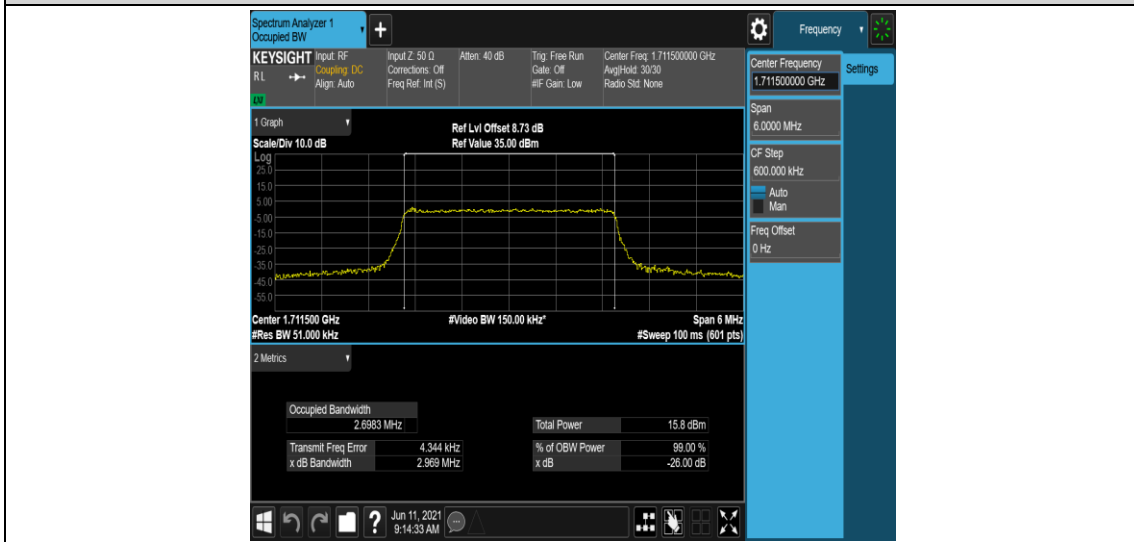 Spectrum Analyzer 1
Occupied BW
Frequency
KEYSIGHT
RL
Input: RF
Coupling: DC
Align: Auto
Input Z: 50 Ω
Corrections: Off
Freq Ref: Int (S)
Atten: 40 dB
Trig: Free Run
Gate: Off
#IF Gain: Low
Center Freq: 1.711500000 GHz
Avg|Hold: 30/30
Radio Std: None
LXI
Center Frequency
1.711500000 GHz
Settings
Span
6.0000 MHz
CF Step
600.000 kHz
Auto
Man
Freq Offset
0 Hz
1 Graph
Scale/Div 10.0 dB
Ref Lvl Offset 8.73 dB
Ref Value 35.00 dBm
Log
25.0
15.0
5.00
-5.00
-15.0
-25.0
-35.0
-45.0
-55.0
Center 1.711500 GHz
#Video BW 150.00 kHz*
Span 6 MHz
#Res BW 51.000 kHz
#Sweep 100 ms (601 pts)
2 Metrics
Occupied Bandwidth
2.6983 MHz
Total Power 15.8 dBm
Transmit Freq Error 4.344 kHz
% of OBW Power 99.00 %
x dB Bandwidth 2.969 MHz
x dB -26.00 dB
Jun 11, 2021
9:14:33 AM